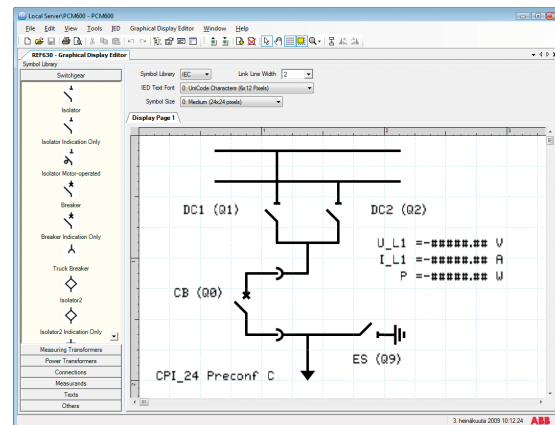 Local Server\PCM600 - PCM600
File Edit View Tools IED Graphical Display Editor Window Help
REF630 - Graphical Display Editor
Symbol Library
Switchgear
Isolator
Isolator Indication Only
Isolator Motor-operated
Breaker
Breaker Indication Only
Truck Breaker
Isolator2
Isolator2 Indication Only
Measuring Transformers
Power Transformers
Connections
Measurands
Texts
Others
Symbol Library IEC Link Line Width 2
IED Text Font 0: UniCode Characters (6x12 Pixels)
Symbol Size 0: Medium (24x24 pixels)
Display Page 1
1 2 3
DC1 (Q1) DC2 (Q2)
U_L1 =-#####.## V
I_L1 =-#####.## A
P =-#####.## W
CB (Q0)
ES (Q9)
CPI_24 Preconf C
3. heinäkuuta 2009 10:12:24 ABB